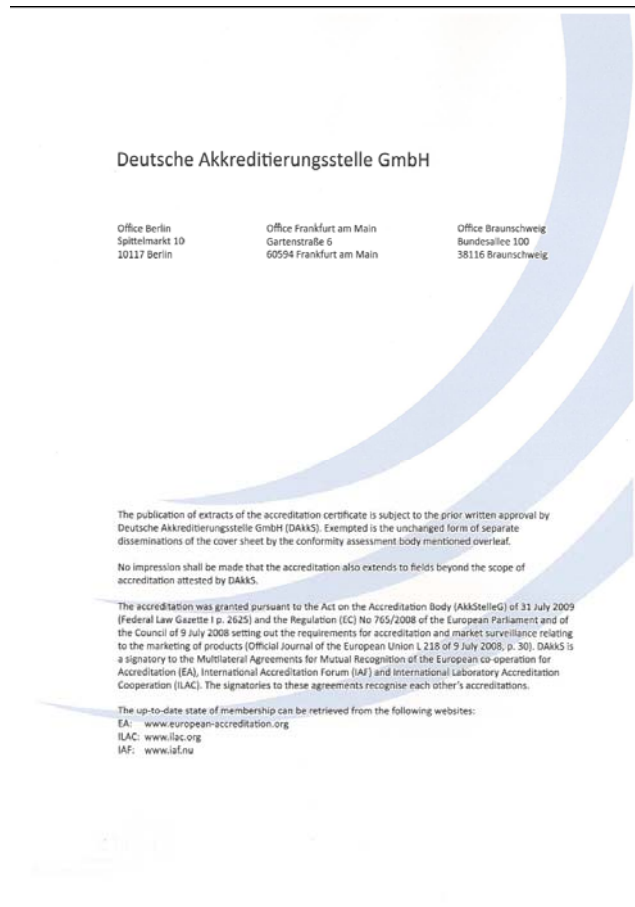 Deutsche Akkreditierungsstelle GmbH
Office Berlin
Spittelmarkt 10
10117 Berlin
Office Frankfurt am Main
Gartenstraße 6
60594 Frankfurt am Main
Office Braunschweig
Bundesallee 100
38116 Braunschweig
The publication of extracts of the accreditation certificate is subject to the prior written approval by
Deutsche Akkreditierungsstelle GmbH (DAkkS). Exempted is the unchanged form of separate
disseminations of the cover sheet by the conformity assessment body mentioned overleaf.
No impression shall be made that the accreditation also extends to fields beyond the scope of
accreditation attested by DAkkS.
The accreditation was granted pursuant to the Act on the Accreditation Body (AkkStelleG) of 31 July 2009
(Federal Law Gazette I p. 2625) and the Regulation (EC) No 765/2008 of the European Parliament and of
the Council of 9 July 2008 setting out the requirements for accreditation and market surveillance relating
to the marketing of products (Official Journal of the European Union L 218 of 9 July 2008, p. 30). DAkkS is
a signatory to the Multilateral Agreements for Mutual Recognition of the European co-operation for
Accreditation (EA), International Accreditation Forum (IAF) and International Laboratory Accreditation
Cooperation (ILAC). The signatories to these agreements recognise each other's accreditations.
The up-to-date state of membership can be retrieved from the following websites:
EA: www.european-accreditation.org
ILAC: www.ilac.org
IAF: www.iaf.nu